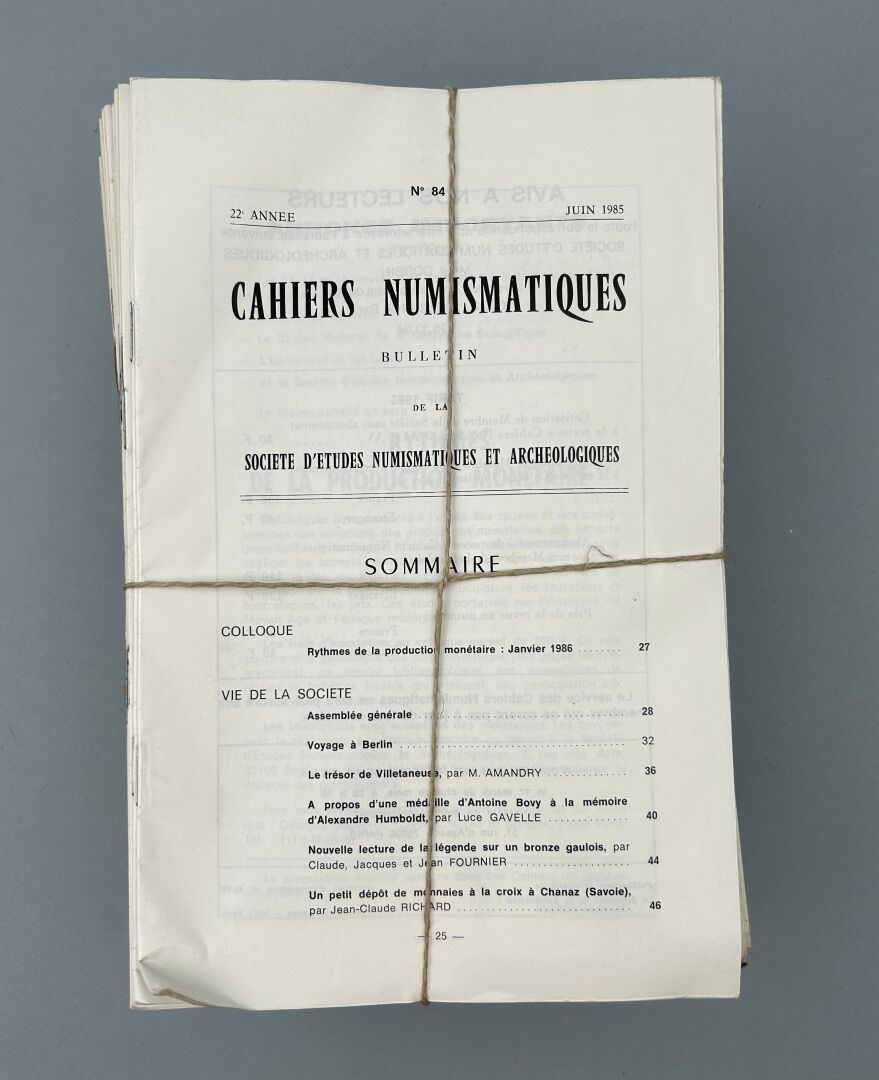 N° 84
22e ANNEE JUIN 1985
CAHIERS NUMISMATIQUES
BULLETIN
DE LA
SOCIETE D'ETUDES NUMISMATIQUES ET ARCHEOLOGIQUES
SOMMAIRE
COLLOQUE
Rythmes de la production monétaire : Janvier 1986 ........ 27
VIE DE LA SOCIETE
Assemblée générale .................................... 28
Voyage à Berlin .................................... 32
Le trésor de Villetaneuse, par M. AMANDRY .............. 36
A propos d'une médaille d'Antoine Bovy à la mémoire
d'Alexandre Humboldt, par Luce GAVELLE .............. 40
Nouvelle lecture de la légende sur un bronze gaulois, par
Claude, Jacques et Jean FOURNIER .................... 44
Un petit dépôt de monnaies à la croix à Chanaz (Savoie),
par Jean-Claude RICHARD ............................. 46
— 25 —